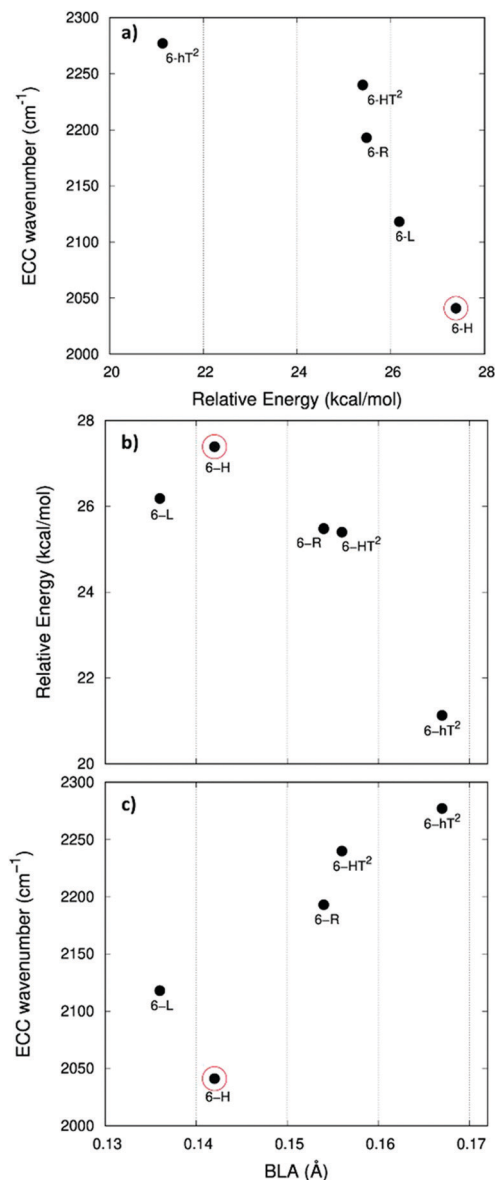 a)
ECC wavenumber (cm⁻¹)
2300
2250
2200
2150
2100
2050
2000
6-hT²
6-HT²
6-R
6-L
6-H
20 22 24 26 28
Relative Energy (kcal/mol)
b)
Relative Energy (kcal/mol)
28
26
24
22
20
6–H
6–L
6–R
6–HT²
6–hT²
c)
ECC wavenumber (cm⁻¹)
2300
2250
2200
2150
2100
2050
2000
6–hT²
6–HT²
6–R
6–L
6–H
0.13 0.14 0.15 0.16 0.17
BLA (Å)